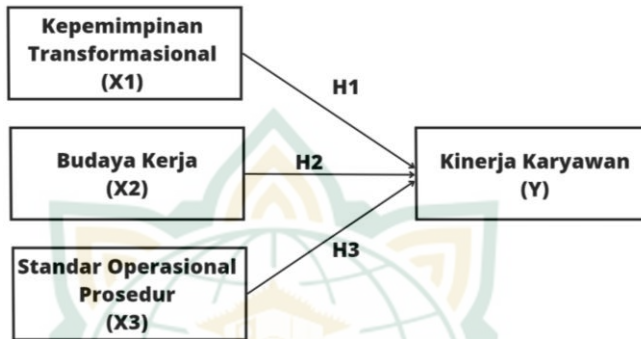 Kepemimpinan
Transformasional
(X1)
H1
Budaya Kerja
(X2)
H2
Kinerja Karyawan
(Y)
H3
Standar Operasional
Prosedur
(X3)